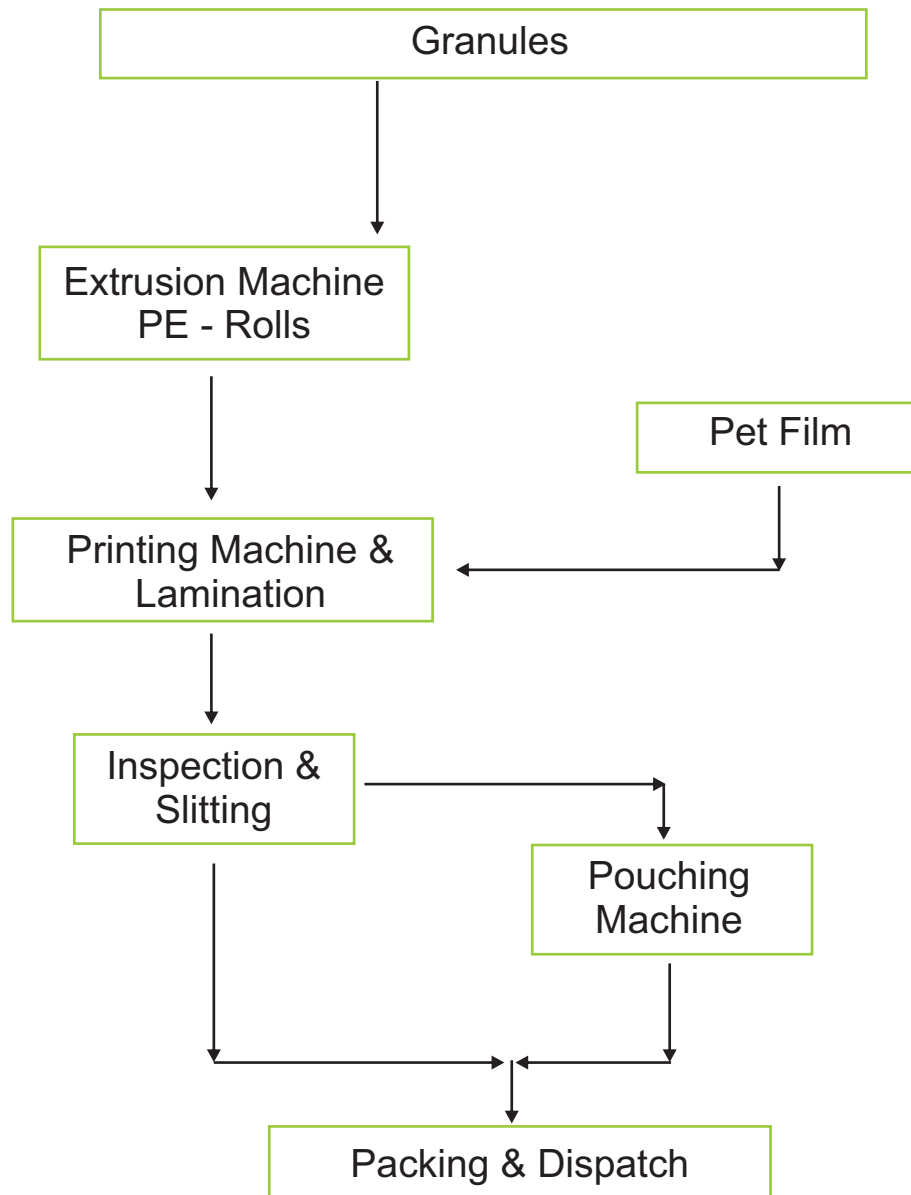 Granules
Extrusion Machine
PE - Rolls
Pet Film
Printing Machine &
Lamination
Inspection &
Slitting
Pouching
Machine
Packing & Dispatch